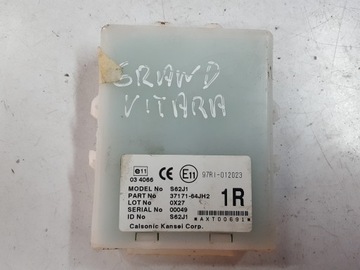 GRAND
VITARA
e11
03 4066
CE E11 97RI-012023
MODEL No S62J1
PART No 37171-64JH2
LOT No 0X27
SERIAL No 00049
ID No S62J1
1R
Calsonic Kansei Corp.